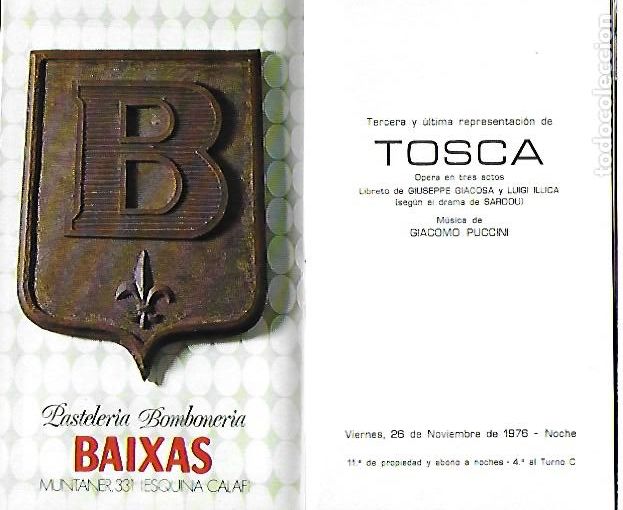 B
Pasteleria Bomboneria
BAIXAS
MUNTANER, 331 (ESQUINA CALAF)
Tercera y última representación de
TOSCA
Opera en tres actos
Libreto de GIUSEPPE GIACOSA y LUIGI ILLICA
(según el drama de SARDOU)
Música de
GIACOMO PUCCINI
Viernes, 26 de Noviembre de 1976 - Noche
11.ª de propiedad y abono a noches - 4.ª al Turno C
todocoleccion